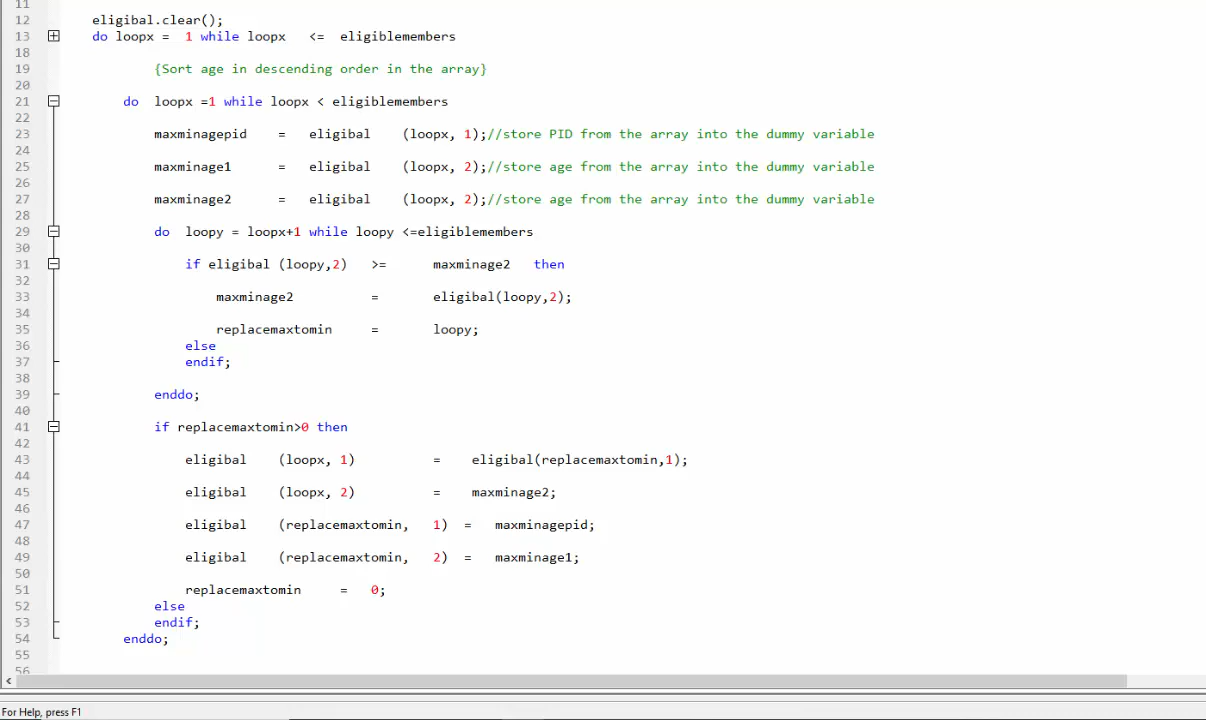 11
12 eligibal.clear();
13 do loopx = 1 while loopx <= eligiblemembers
18
19 {Sort age in descending order in the array}
20
21 do loopx =1 while loopx < eligiblemembers
22
23 maxminagepid = eligibal (loopx, 1);//store PID from the array into the dummy variable
24
25 maxminage1 = eligibal (loopx, 2);//store age from the array into the dummy variable
26
27 maxminage2 = eligibal (loopx, 2);//store age from the array into the dummy variable
28
29 do loopy = loopx+1 while loopy <=eligiblemembers
30
31 if eligibal (loopy,2) >= maxminage2 then
32
33 maxminage2 = eligibal(loopy,2);
34
35 replacemaxtomin = loopy;
36 else
37 endif;
38
39 enddo;
40
41 if replacemaxtomin>0 then
42
43 eligibal (loopx, 1) = eligibal(replacemaxtomin,1);
44
45 eligibal (loopx, 2) = maxminage2;
46
47 eligibal (replacemaxtomin, 1) = maxminagepid;
48
49 eligibal (replacemaxtomin, 2) = maxminage1;
50
51 replacemaxtomin = 0;
52 else
53 endif;
54 enddo;
55
56
For Help, press F1